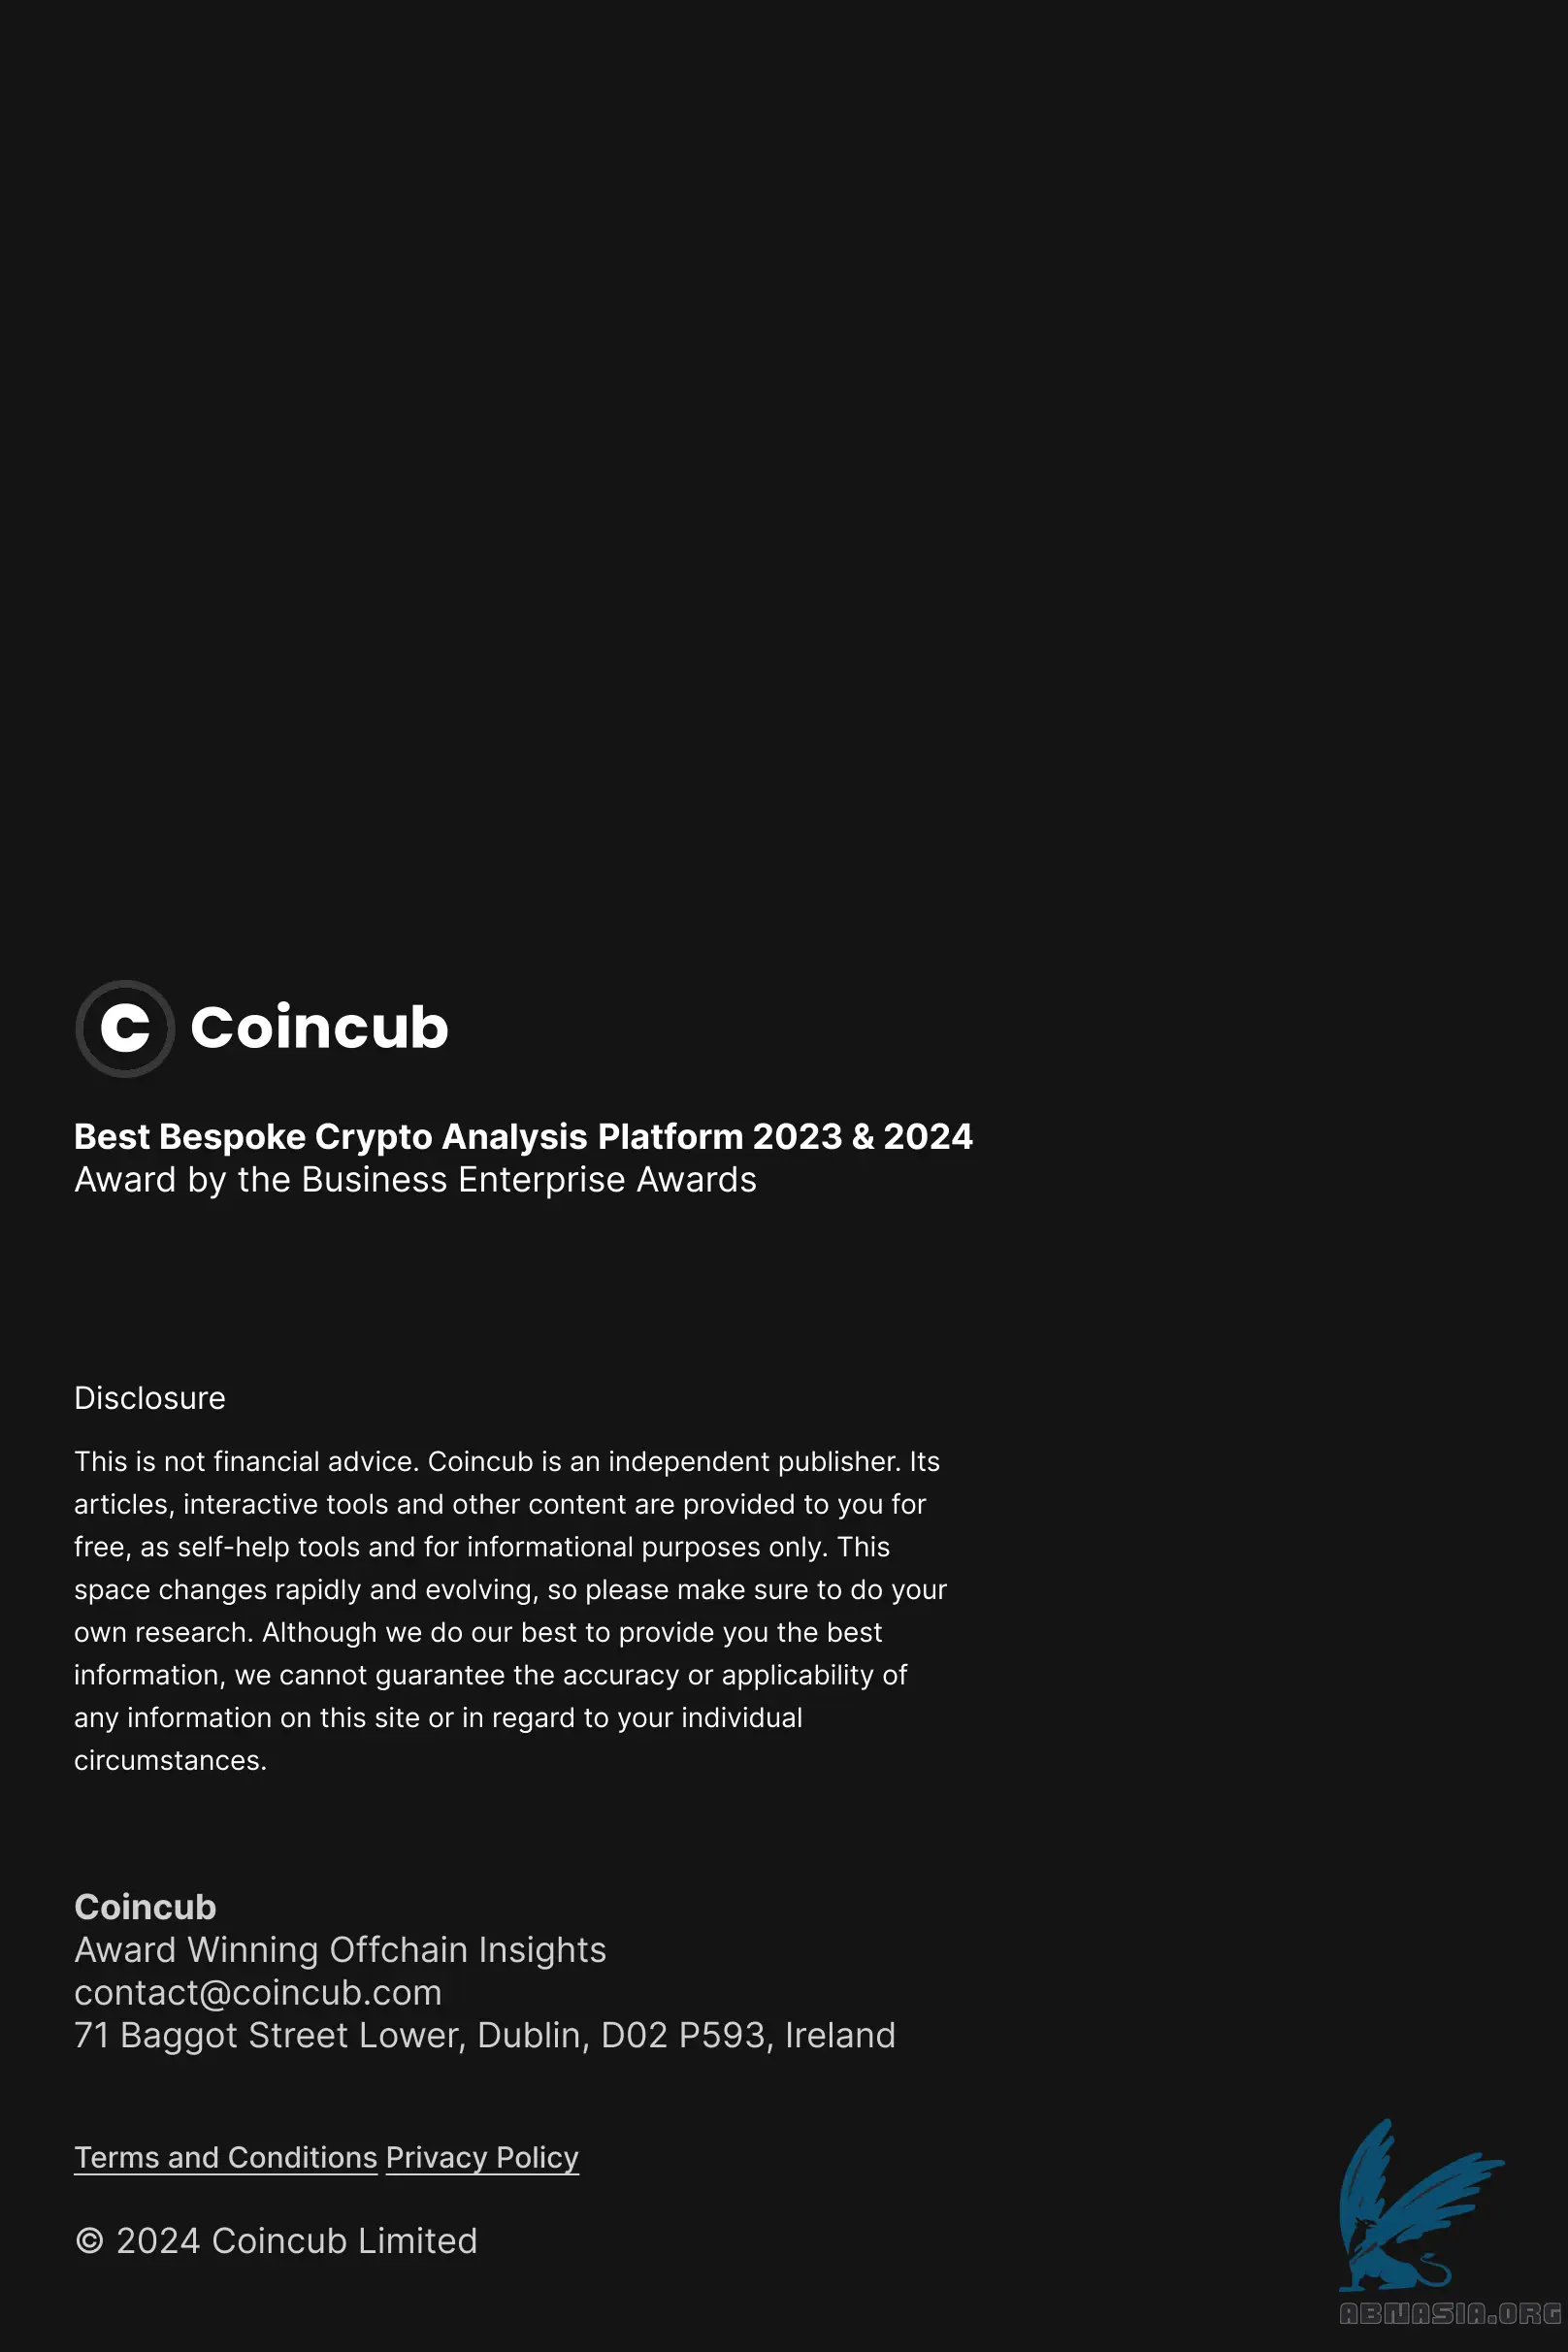 C Coincub
Best Bespoke Crypto Analysis Platform 2023 & 2024
Award by the Business Enterprise Awards
Disclosure
This is not financial advice. Coincub is an independent publisher. Its
articles, interactive tools and other content are provided to you for
free, as self-help tools and for informational purposes only. This
space changes rapidly and evolving, so please make sure to do your
own research. Although we do our best to provide you the best
information, we cannot guarantee the accuracy or applicability of
any information on this site or in regard to your individual
circumstances.
Coincub
Award Winning Offchain Insights
contact@coincub.com
71 Baggot Street Lower, Dublin, D02 P593, Ireland
Terms and Conditions Privacy Policy
© 2024 Coincub Limited
ABNASIA.ORG